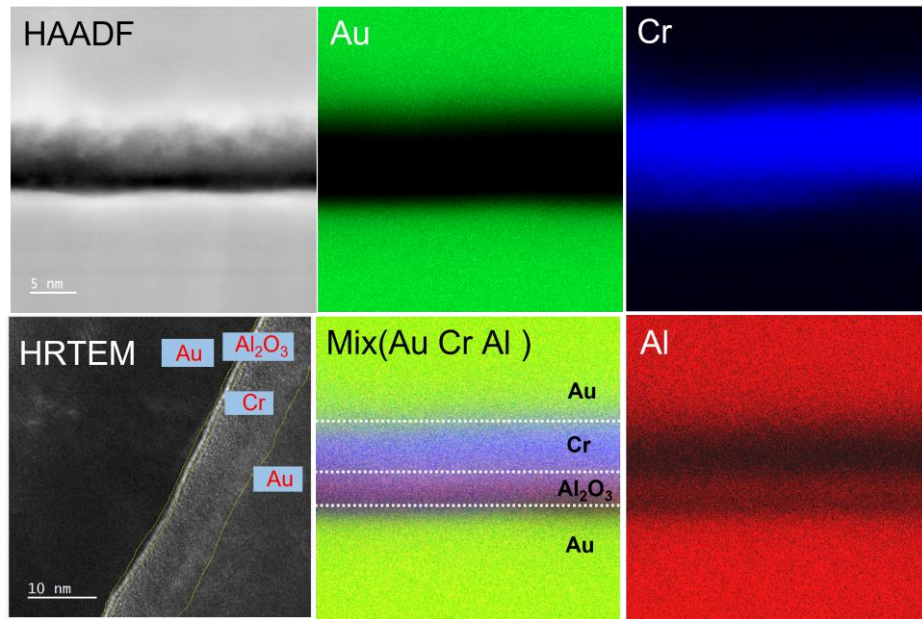 HAADF
5 nm
Au
Cr
HRTEM
Au
Al₂O₃
Cr
Au
10 nm
Mix(Au Cr Al )
Au
Cr
Al₂O₃
Au
Al